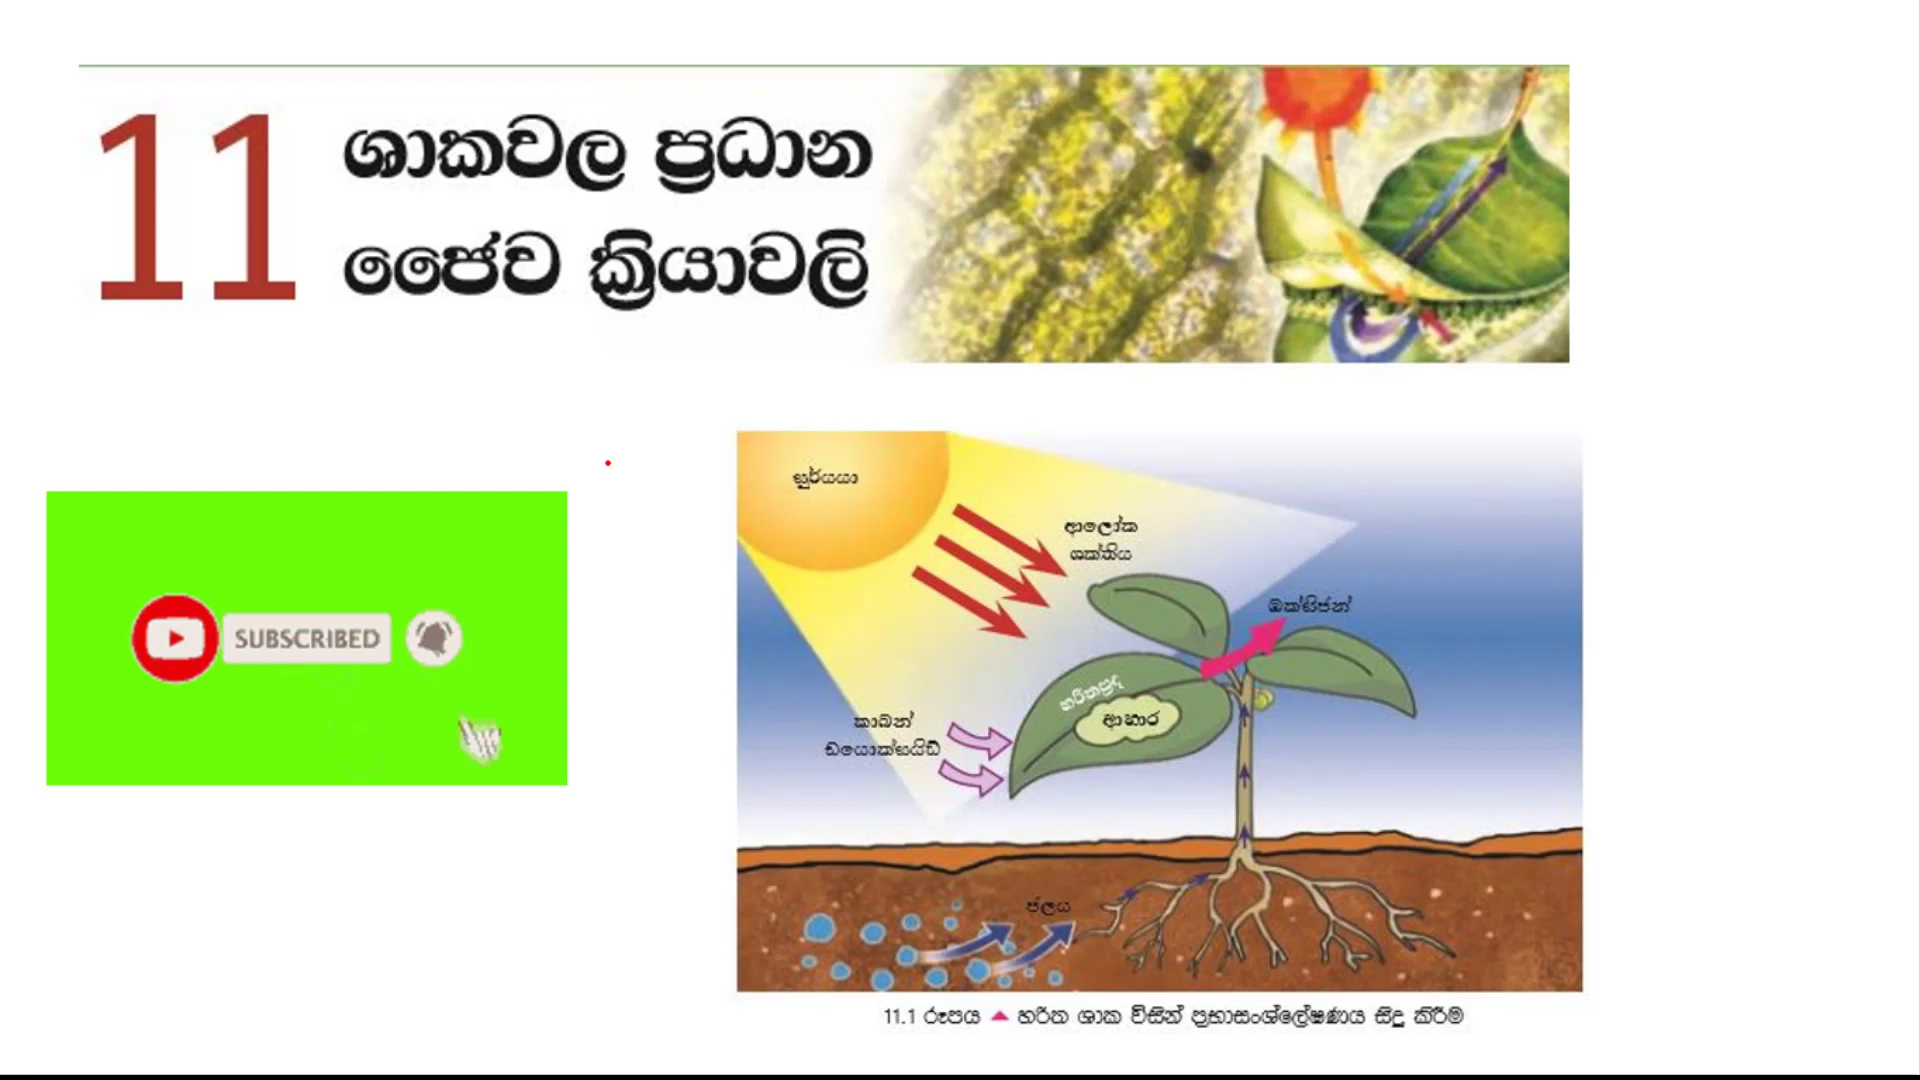 11 ශාකවල ප්‍රධාන
ජෛව ක්‍රියාවලි
සූර්යයා
ආලෝක
ශක්තිය
ඔක්සිජන්
හරිතප්‍රද
ආහාර
කාබන්
ඩයොක්සයිඩ්
SUBSCRIBED
ජලය
11.1 රූපය ▲ හරිත ශාක විසින් ප්‍රභාසංශ්ලේෂණය සිදු කිරීම